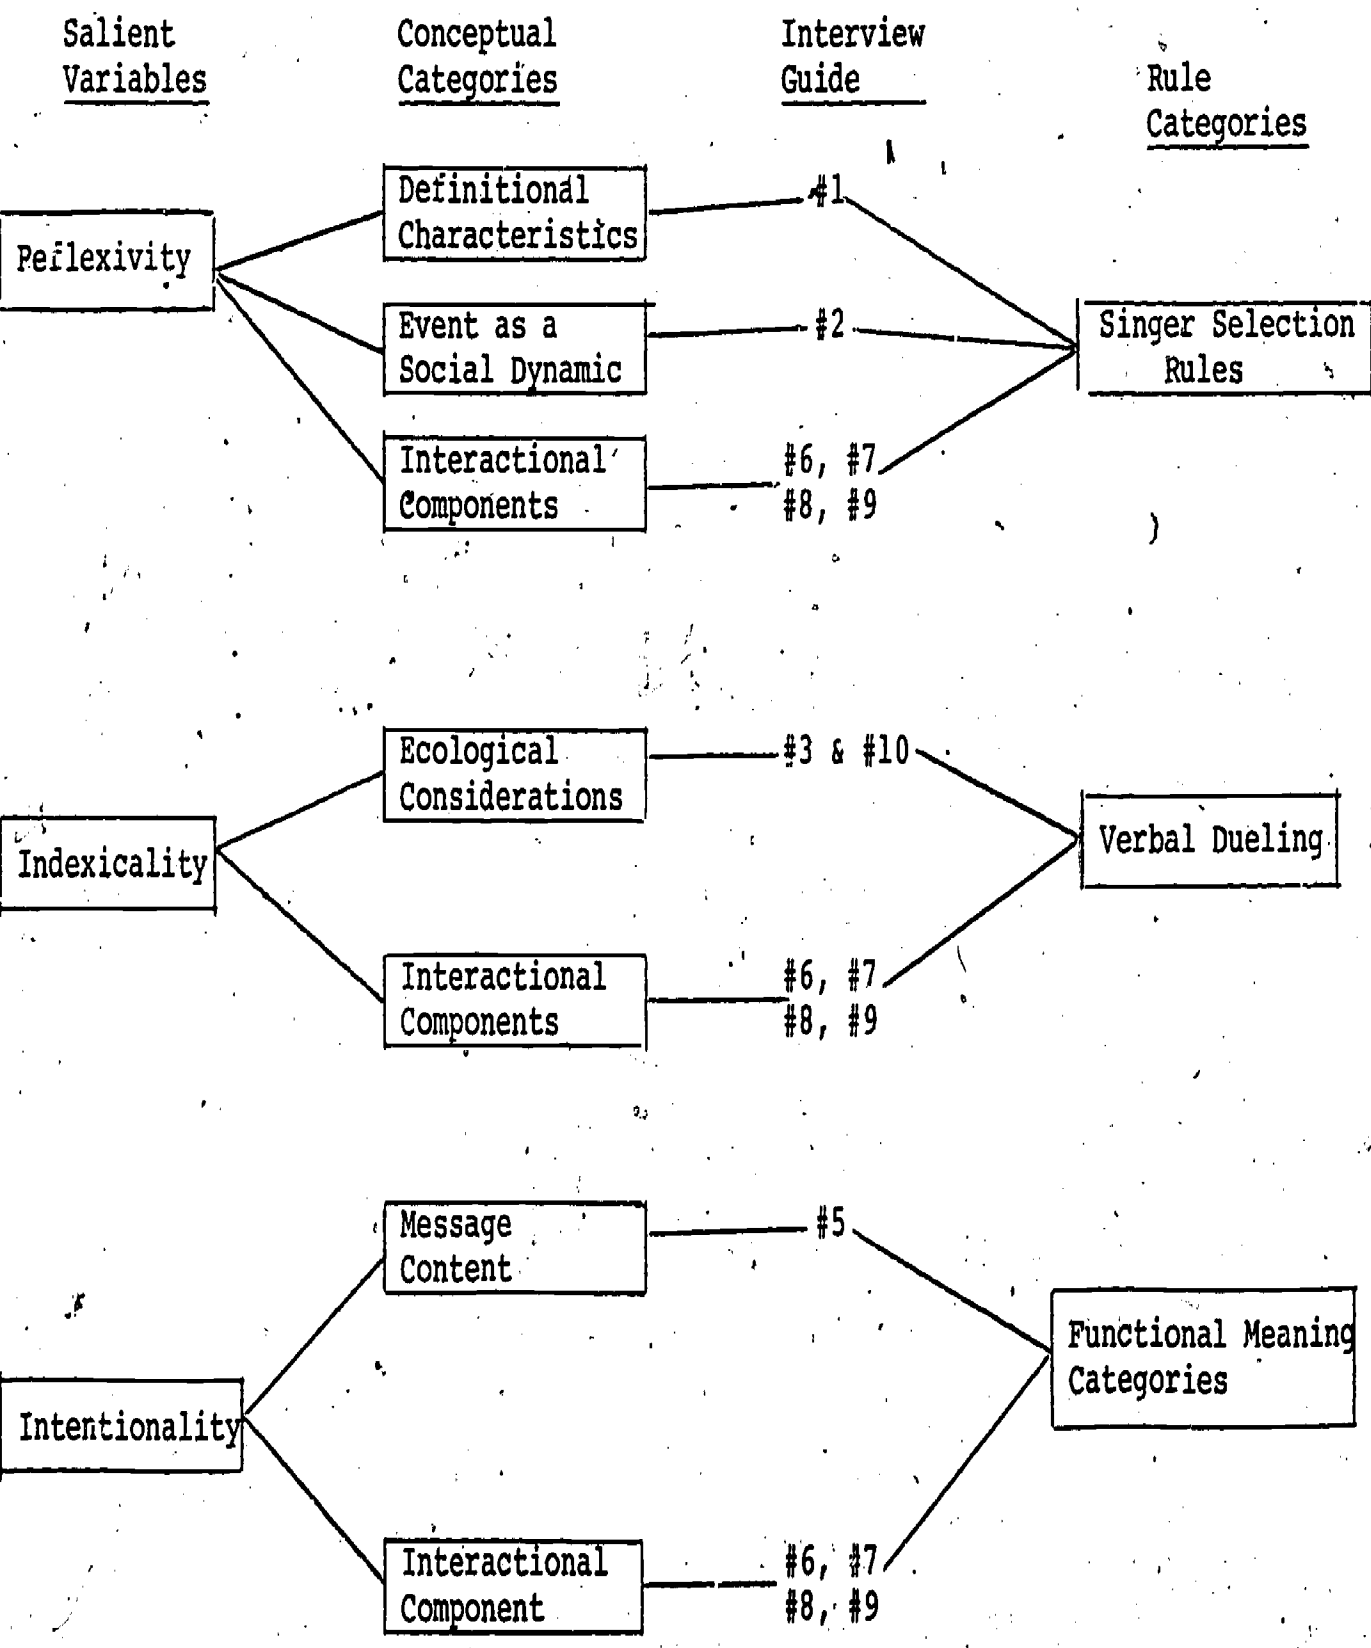 Salient
Variables
Conceptual
Categories
Interview
Guide
Rule
Categories
Reflexivity
Definitional
Characteristics
#1
Event as a
Social Dynamic
#2
Interactional
Components
#6, #7
#8, #9
Singer Selection
Rules
Indexicality
Ecological
Considerations
#3 & #10
Interactional
Components
#6, #7
#8, #9
Verbal Dueling
Intentionality
Message
Content
#5
Interactional
Component
#6, #7
#8, #9
Functional Meaning
Categories